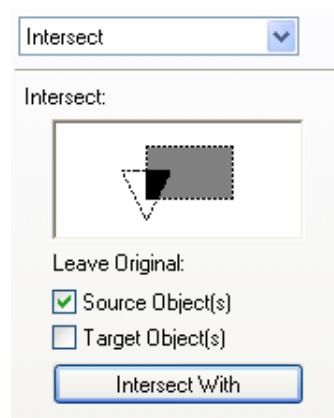 Intersect
Intersect:
Leave Original:
Source Object(s)
Target Object(s)
Intersect With